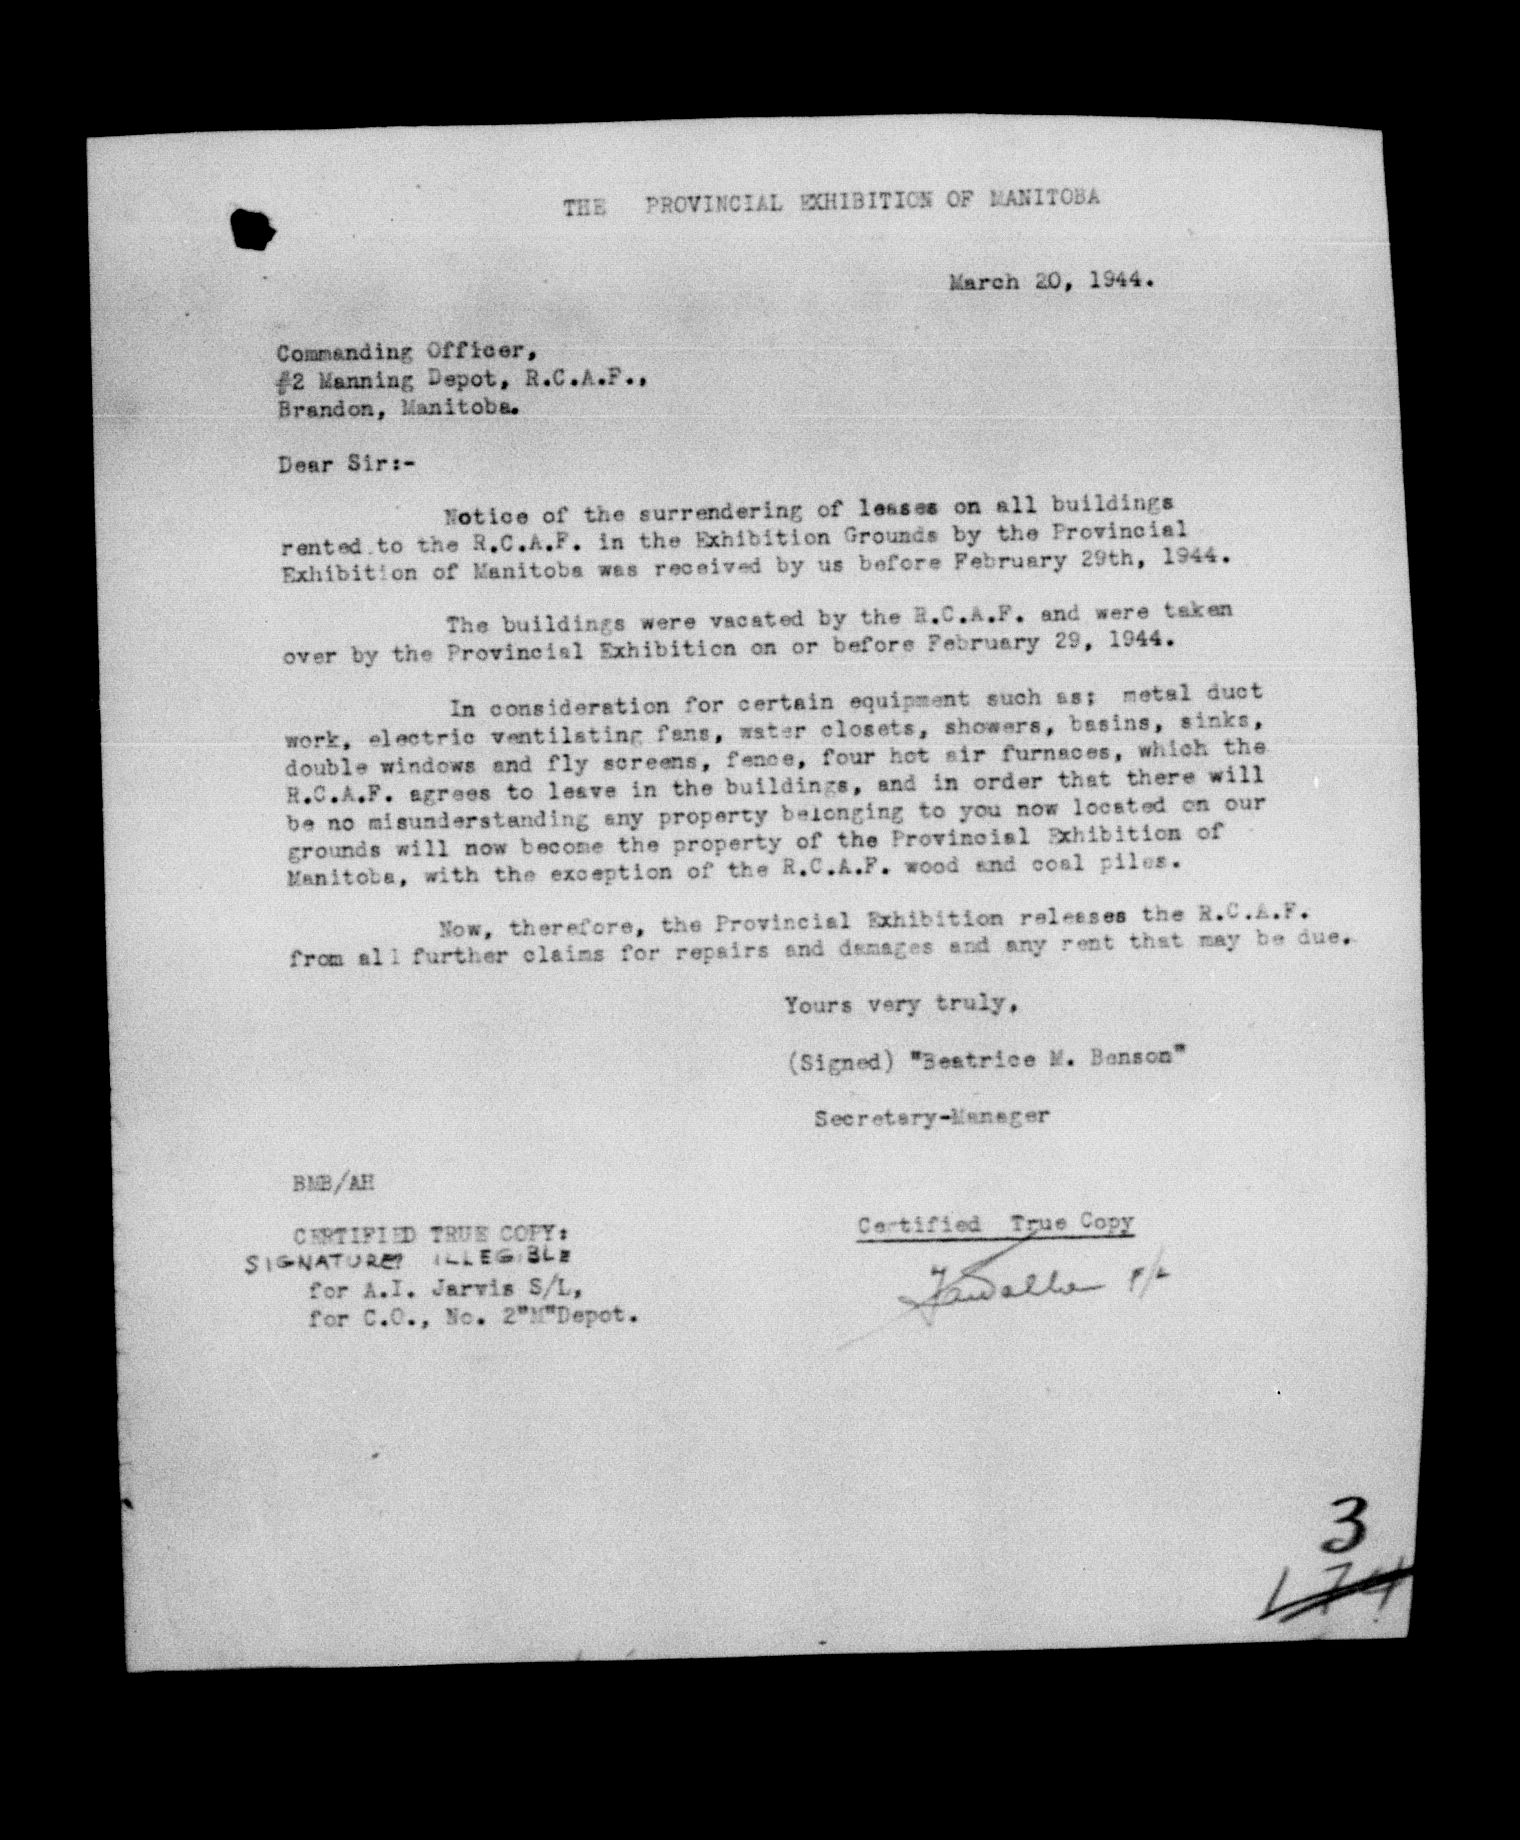 THE PROVINCIAL EXHIBITION OF MANITOBA
March 20, 1944.
Commanding Officer,
#2 Manning Depot, R.C.A.F.,
Brandon, Manitoba.
Dear Sir:-
Notice of the surrendering of leases on all buildings
rented to the R.C.A.F. in the Exhibition Grounds by the Provincial
Exhibition of Manitoba was received by us before February 29th, 1944.
The buildings were vacated by the R.C.A.F. and were taken
over by the Provincial Exhibition on or before February 29, 1944.
In consideration for certain equipment such as; metal duct
work, electric ventilating fans, water closets, showers, basins, sinks,
double windows and fly screens, fence, four hot air furnaces, which the
R.C.A.F. agrees to leave in the buildings, and in order that there will
be no misunderstanding any property belonging to you now located on our
grounds will now become the property of the Provincial Exhibition of
Manitoba, with the exception of the R.C.A.F. wood and coal piles.
Now, therefore, the Provincial Exhibition releases the R.C.A.F.
from all further claims for repairs and damages and any rent that may be due.
Yours very truly,
(Signed) "Beatrice M. Benson"
Secretary-Manager
BMB/AH
CERTIFIED TRUE COPY:
SIGNATURE? ILLEGIBLE
for A.I. Jarvis S/L,
for C.O., No. 2"M"Depot.
Certified True Copy
F/L
3
174